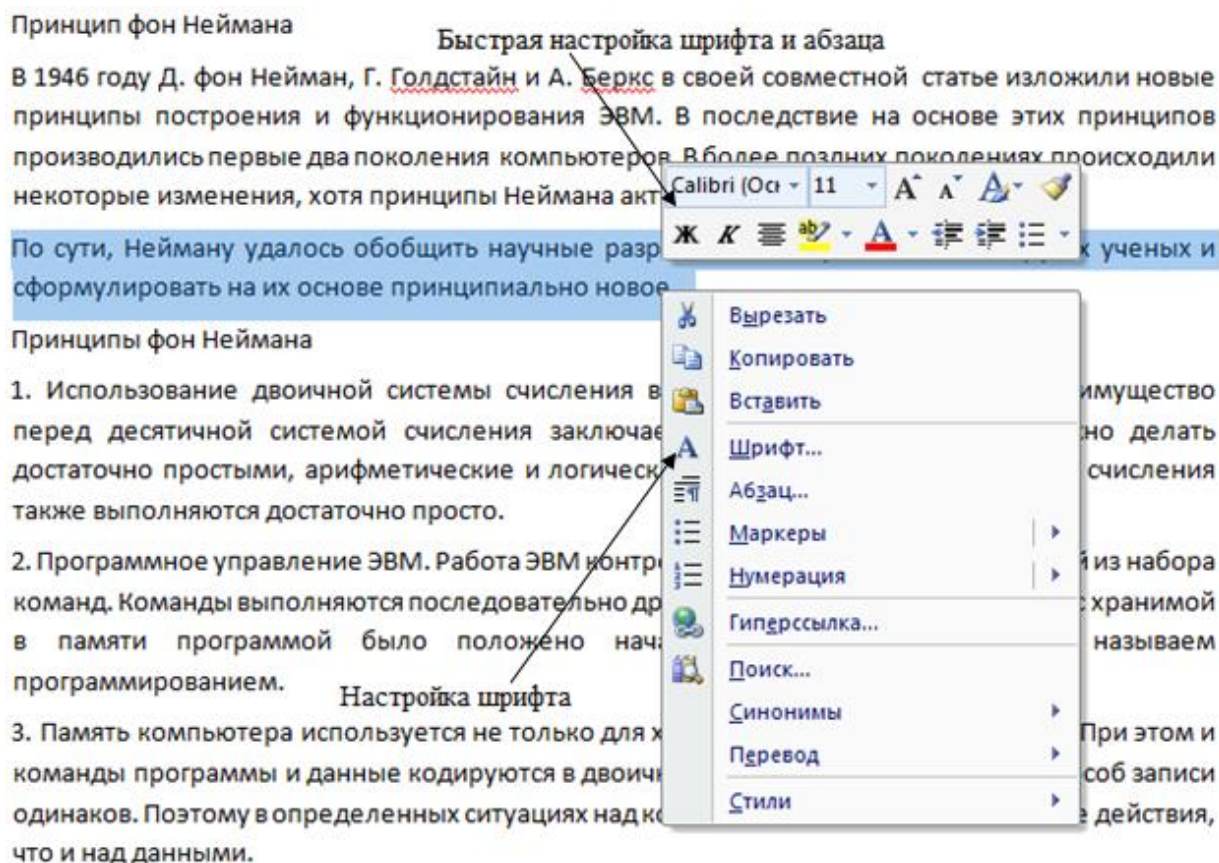 Принцип фон Неймана
Быстрая настройка шрифта и абзаца
В 1946 году Д. фон Нейман, Г. Голдстайн и А. Беркс в своей совместной статье изложили новые
принципы построения и функционирования ЭВМ. В последствие на основе этих принципов
производились первые два поколения компьютеров. В более поздних поколениях происходили
некоторые изменения, хотя принципы Неймана акт
Calibri (Осн 11
Ж К
По сути, Нейману удалось обобщить научные разр х ученых и
сформулировать на их основе принципиально новое
Принципы фон Неймана
1. Использование двоичной системы счисления в имущество
перед десятичной системой счисления заключае но делать
достаточно простыми, арифметические и логическ счисления
также выполняются достаточно просто.
2. Программное управление ЭВМ. Работа ЭВМ контро й из набора
команд. Команды выполняются последовательно др с хранимой
в памяти программой было положено нача называем
программированием.
Настройка шрифта
3. Память компьютера используется не только для х При этом и
команды программы и данные кодируются в двоичн соб записи
одинаков. Поэтому в определенных ситуациях над ко е действия,
что и над данными.
Вырезать
Копировать
Вставить
Шрифт...
Абзац...
Маркеры
Нумерация
Гиперссылка...
Поиск...
Синонимы
Перевод
Стили